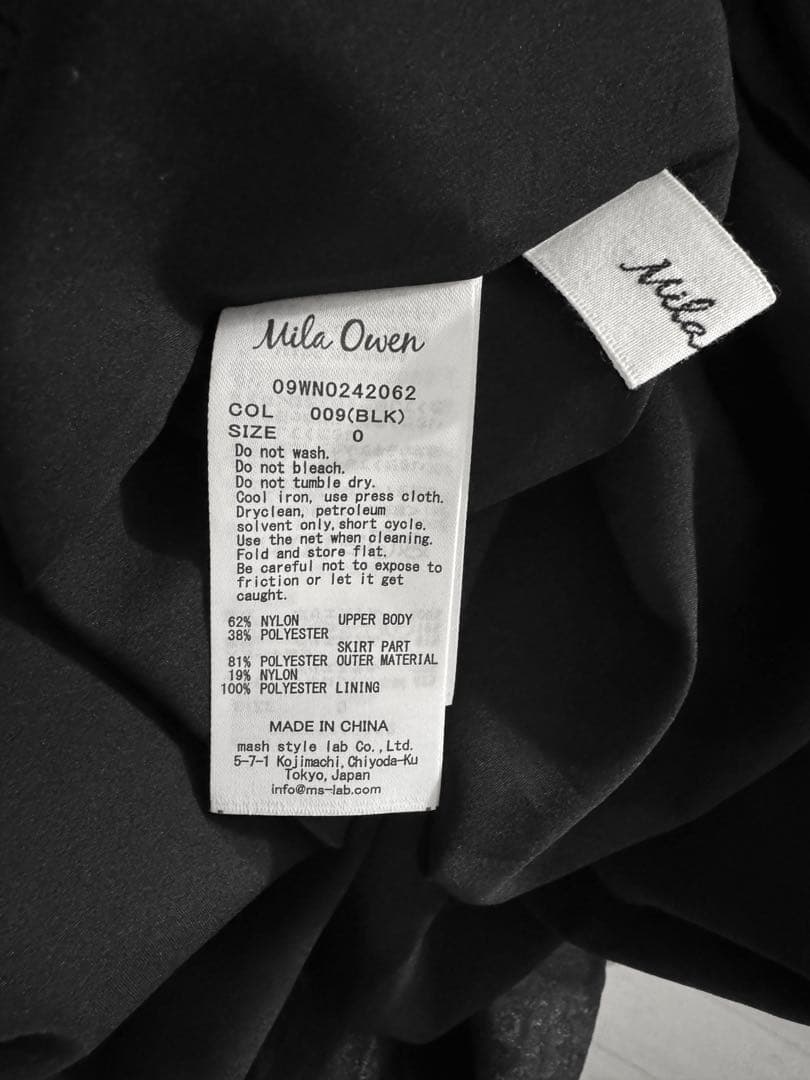 Mila Owen
09WN0242062
COL 009(BLK)
SIZE 0
Do not wash.
Do not bleach.
Do not tumble dry.
Cool iron, use press cloth.
Dryclean, petroleum
solvent only, short cycle.
Use the net when cleaning.
Fold and store flat.
Be careful not to expose to
friction or let it get
caught.
62% NYLON UPPER BODY
38% POLYESTER
SKIRT PART
81% POLYESTER OUTER MATERIAL
19% NYLON
100% POLYESTER LINING
MADE IN CHINA
mash style lab Co., Ltd.
5-7-1 Kojimachi, Chiyoda-Ku
Tokyo, Japan
info@ms-lab.com
Mila